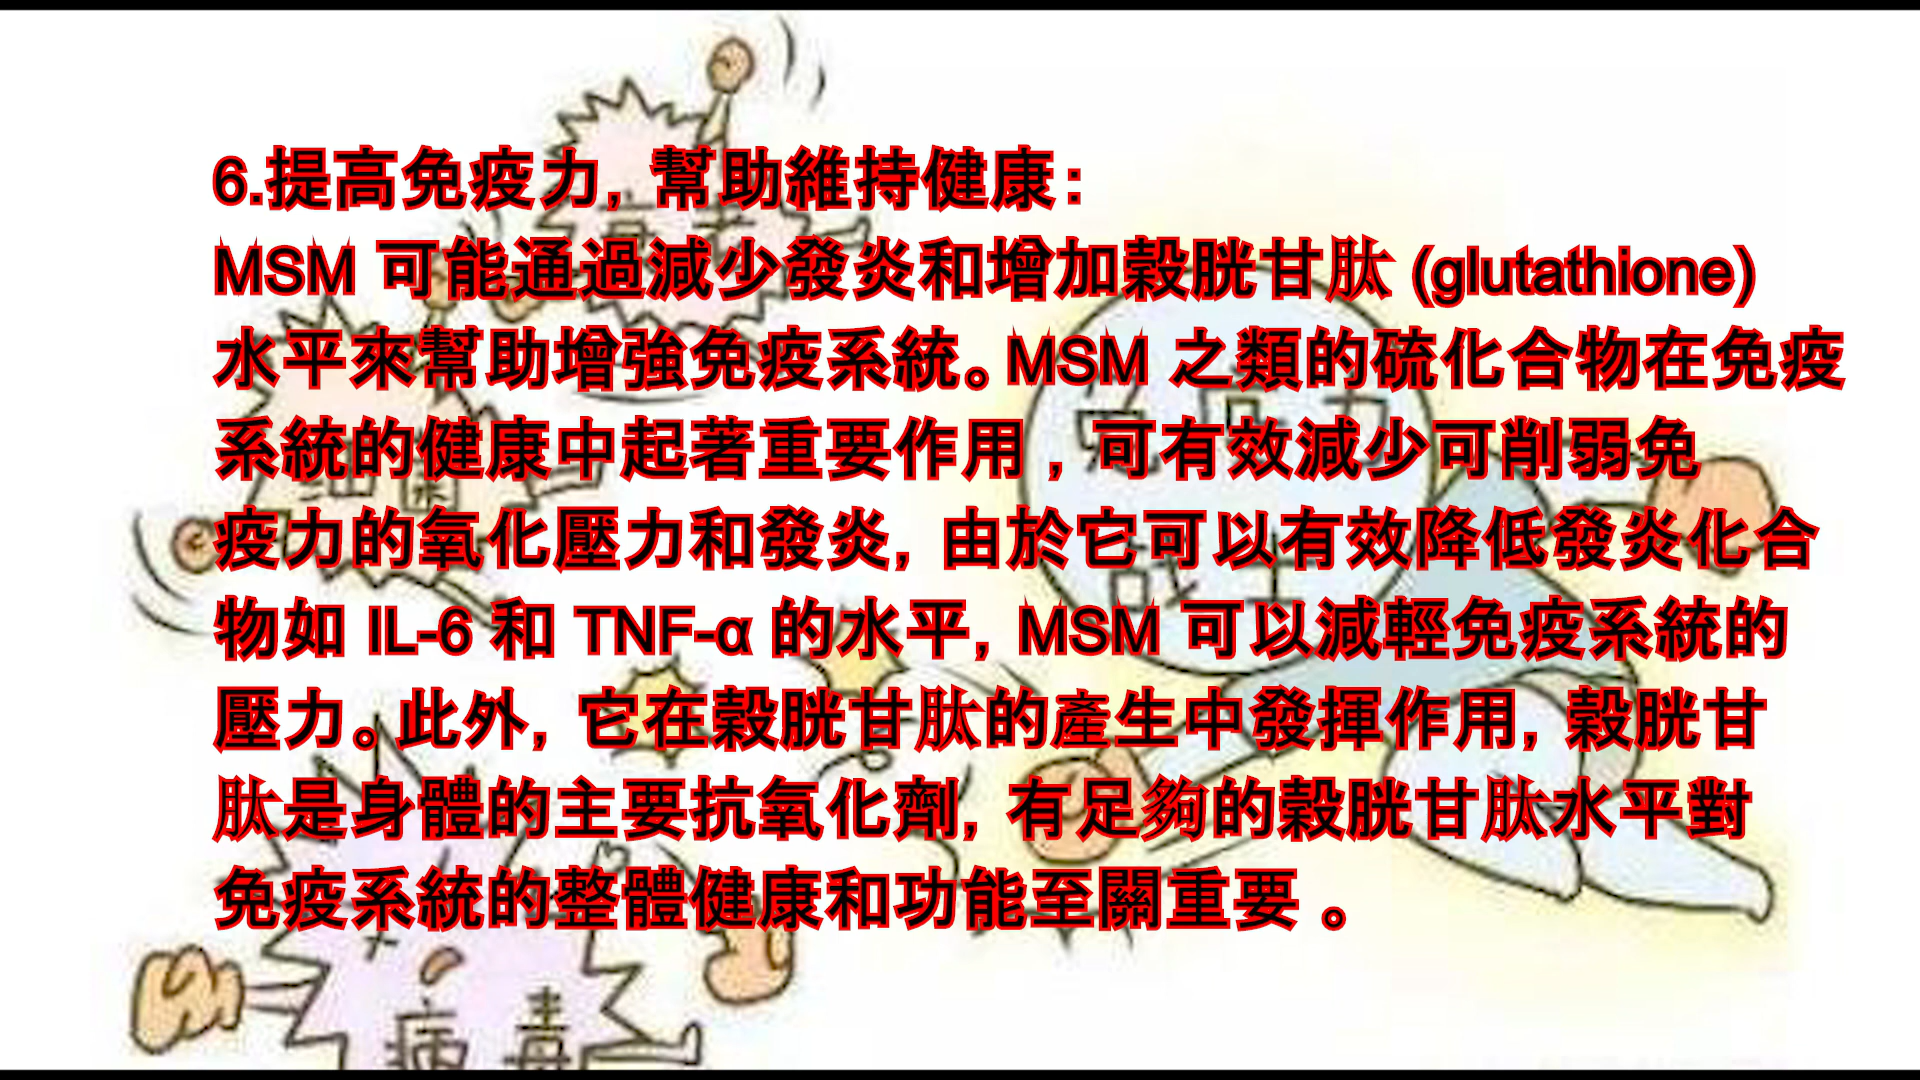 6.提高免疫力, 幫助維持健康:
MSM 可能通過減少發炎和增加榖胱甘肽 (glutathione)
水平來幫助增強免疫系統。MSM 之類的硫化合物在免疫
系統的健康中起著重要作用 , 可有效減少可削弱免
疫力的氧化壓力和發炎, 由於它可以有效降低發炎化合
物如 IL-6 和 TNF-α 的水平, MSM 可以減輕免疫系統的
壓力。此外, 它在榖胱甘肽的產生中發揮作用, 榖胱甘
肽是身體的主要抗氧化劑, 有足夠的榖胱甘肽水平對
免疫系統的整體健康和功能至關重要 。
病毒